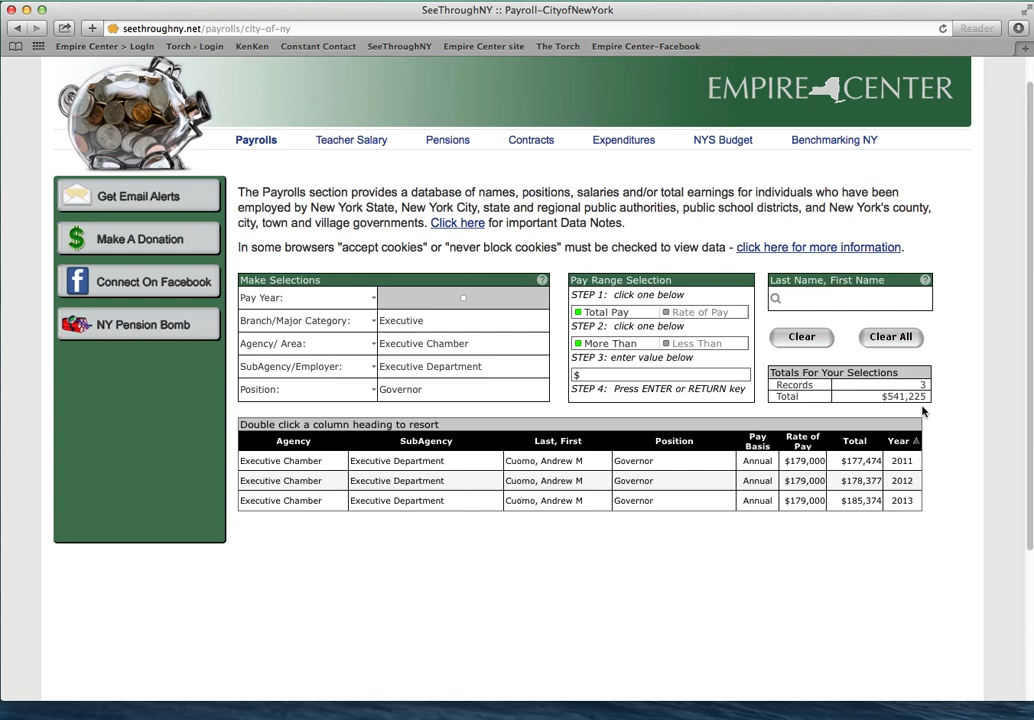 SeeThroughNY :: Payroll-CityofNewYork
seethroughny.net/payrolls/city-of-ny
Reader
Empire Center > LogIn Torch › Login KenKen Constant Contact SeeThroughNY Empire Center site The Torch Empire Center–Facebook
EMPIRE CENTER
Payrolls Teacher Salary Pensions Contracts Expenditures NYS Budget Benchmarking NY
Get Email Alerts
Make A Donation
Connect On Facebook
NY Pension Bomb
The Payrolls section provides a database of names, positions, salaries and/or total earnings for individuals who have been
employed by New York State, New York City, state and regional public authorities, public school districts, and New York's county,
city, town and village governments. Click here for important Data Notes.
In some browsers "accept cookies" or "never block cookies" must be checked to view data - click here for more information.
Make Selections ?
Pay Year:
Branch/Major Category: Executive
Agency/ Area: Executive Chamber
SubAgency/Employer: Executive Department
Position: Governor
Pay Range Selection
STEP 1: click one below
Total Pay Rate of Pay
STEP 2: click one below
More Than Less Than
STEP 3: enter value below
$
STEP 4: Press ENTER or RETURN key
Last Name, First Name ?
Clear Clear All
Totals For Your Selections
Records 3
Total $541,225
Double click a column heading to resort
Agency SubAgency Last, First Position Pay Basis Rate of Pay Total Year
Executive Chamber Executive Department Cuomo, Andrew M Governor Annual $179,000 $177,474 2011
Executive Chamber Executive Department Cuomo, Andrew M Governor Annual $179,000 $178,377 2012
Executive Chamber Executive Department Cuomo, Andrew M Governor Annual $179,000 $185,374 2013